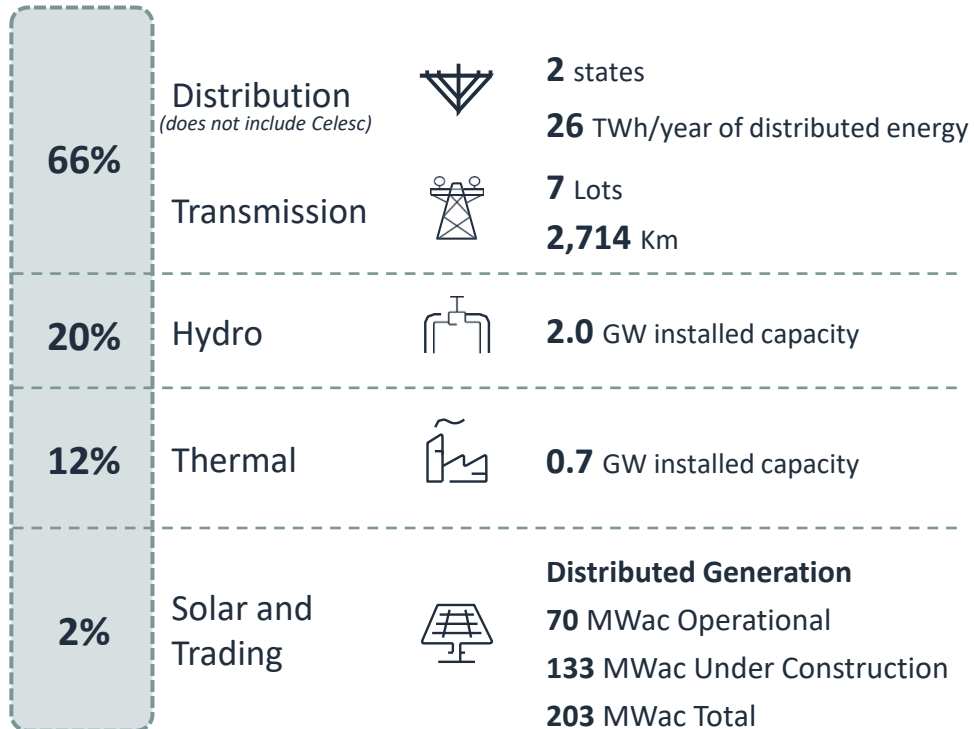 66%
Distribution
(does not include Celesc)
2 states
26 TWh/year of distributed energy
Transmission
7 Lots
2,714 Km
20%
Hydro
2.0 GW installed capacity
12%
Thermal
0.7 GW installed capacity
2%
Solar and
Trading
Distributed Generation
70 MWac Operational
133 MWac Under Construction
203 MWac Total